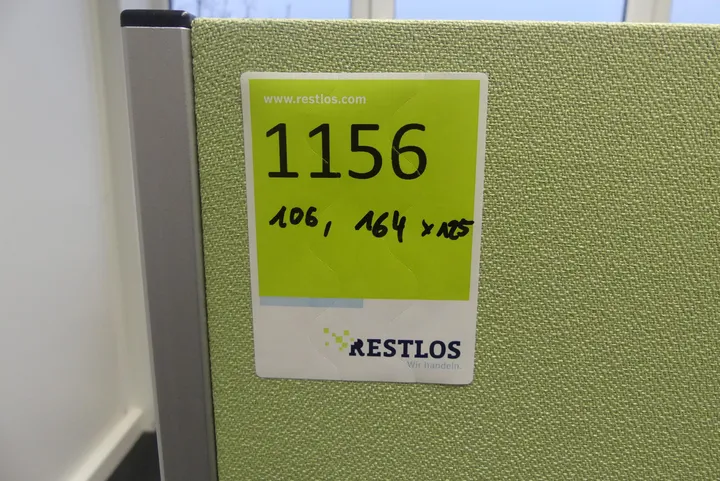 www.restlos.com
1156
106, 164 x 125
RESTLOS
Wir handeln.